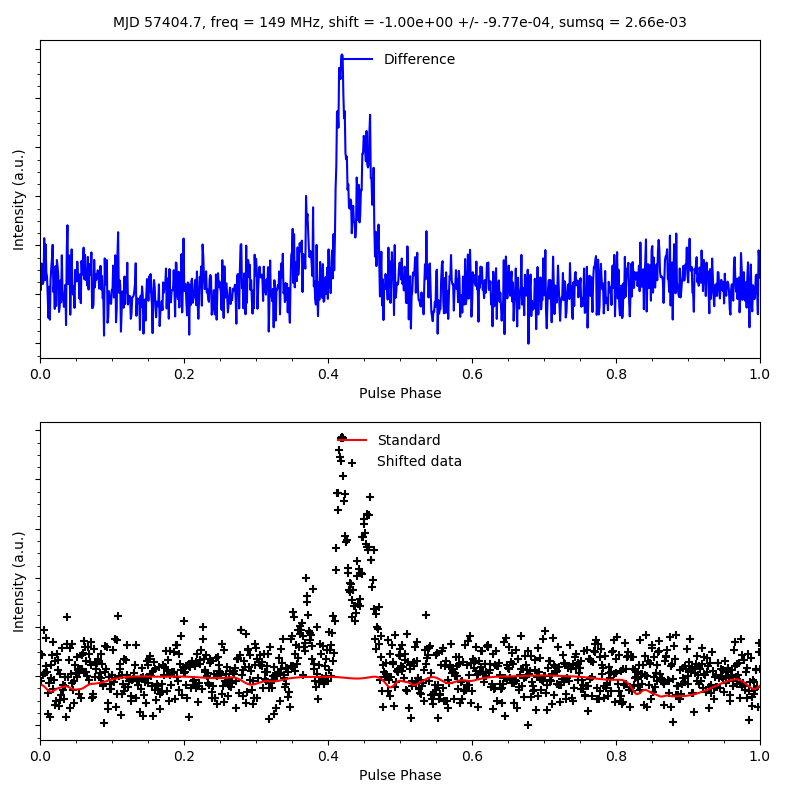 MJD 57404.7, freq = 149 MHz, shift = -1.00e+00 +/- -9.77e-04, sumsq = 2.66e-03
Difference
Intensity (a.u.)
0.0 0.2 0.4 0.6 0.8 1.0
Pulse Phase
Standard
Shifted data
Intensity (a.u.)
0.0 0.2 0.4 0.6 0.8 1.0
Pulse Phase